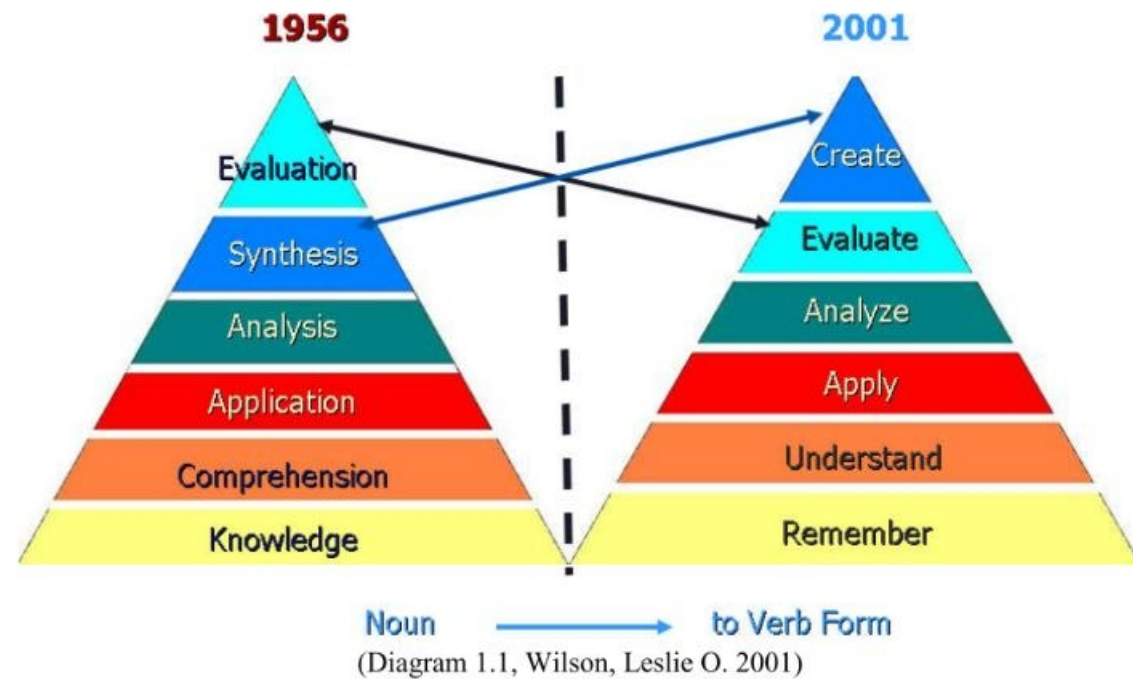 1956
Evaluation
Synthesis
Analysis
Application
Comprehension
Knowledge
2001
Create
Evaluate
Analyze
Apply
Understand
Remember
Noun to Verb Form
(Diagram 1.1, Wilson, Leslie O. 2001)